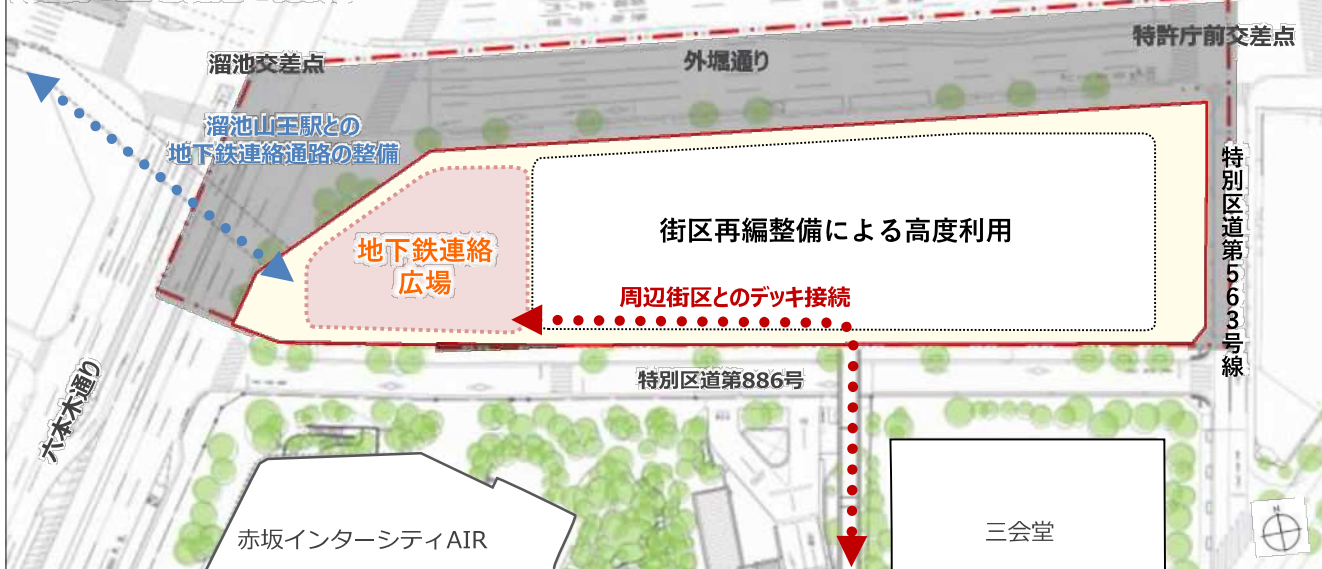 特許庁前交差点
溜池交差点
外堀通り
溜池山王駅との
地下鉄連絡通路の整備
特別区道第563号線
街区再編整備による高度利用
地下鉄連絡
広場
周辺街区とのデッキ接続
特別区道第886号
六本木通り
赤坂インターシティAIR
三会堂
N